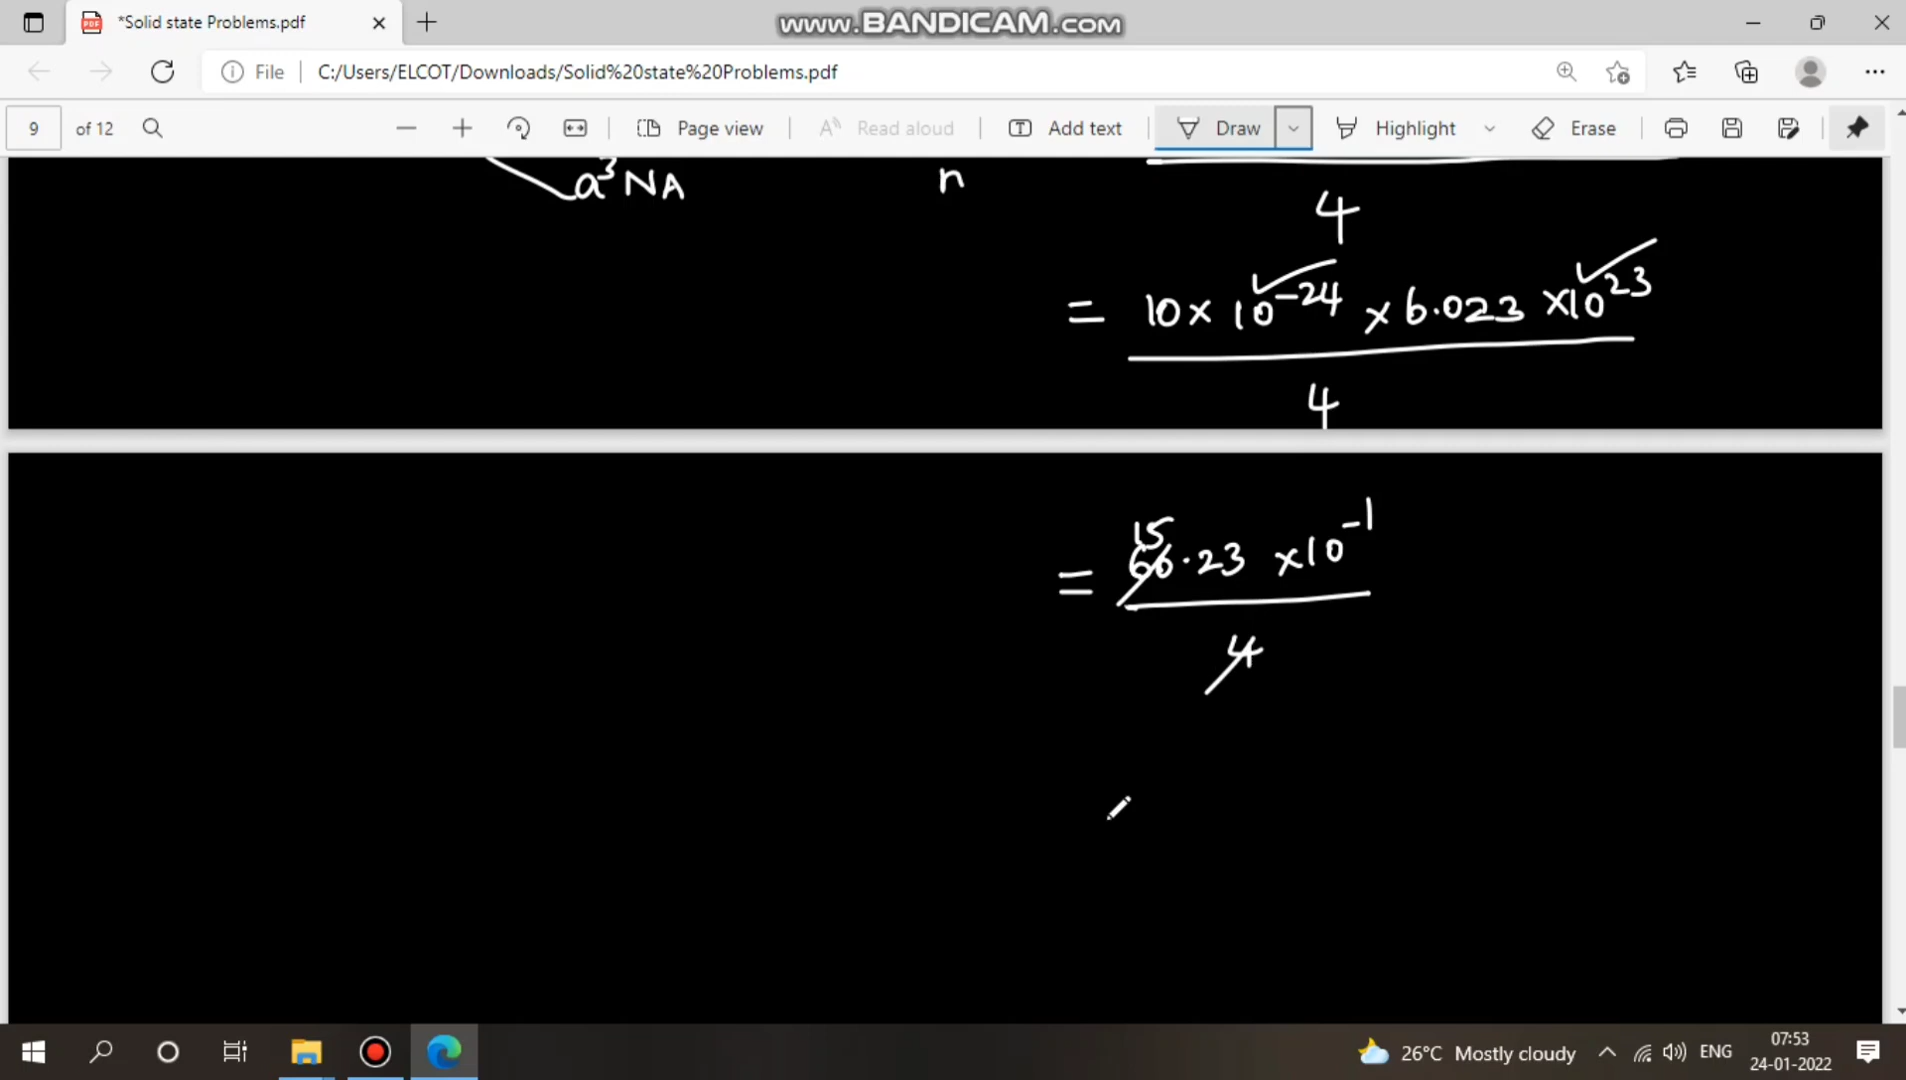 *Solid state Problems.pdf
www.BANDICAM.com
File
C:/Users/ELCOT/Downloads/Solid%20state%20Problems.pdf
9 of 12
Page view
Read aloud
Add text
Draw
Highlight
Erase
a³NA
n
4
= 10 × 10⁻²⁴ × 6.023 × 10²³
4
15
= 66.23 × 10⁻¹
4
26°C Mostly cloudy
ENG
07:53
24-01-2022